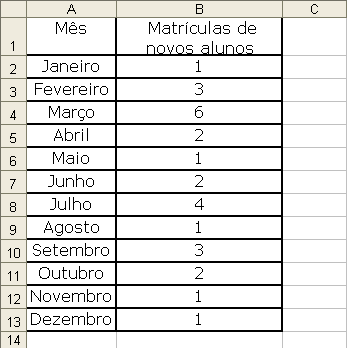 A B C
1 Mês Matrículas de
novos alunos
2 Janeiro 1
3 Fevereiro 3
4 Março 6
5 Abril 2
6 Maio 1
7 Junho 2
8 Julho 4
9 Agosto 1
10 Setembro 3
11 Outubro 2
12 Novembro 1
13 Dezembro 1
14